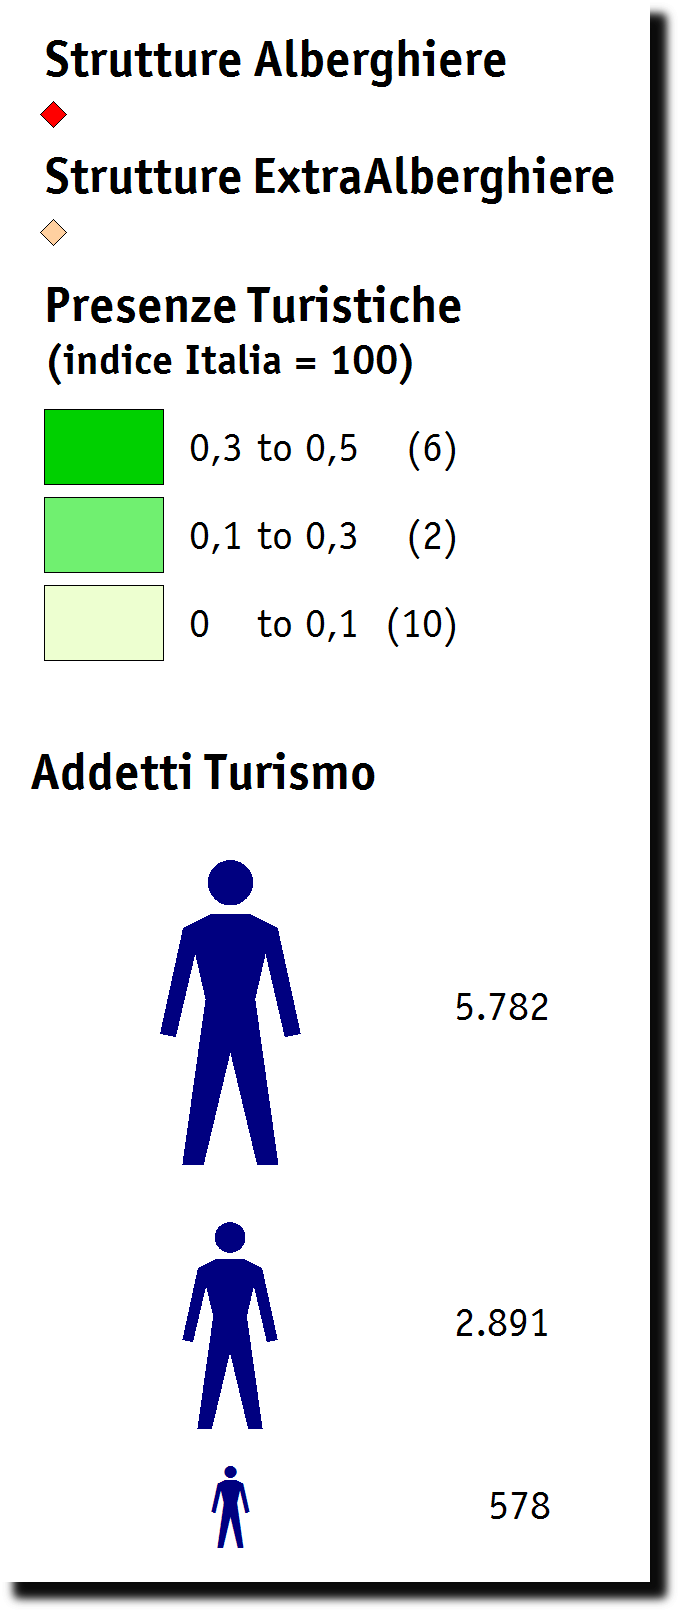 Strutture Alberghiere
Strutture ExtraAlberghiere
Presenze Turistiche
(indice Italia = 100)
0,3 to 0,5 (6)
0,1 to 0,3 (2)
0 to 0,1 (10)
Addetti Turismo
5.782
2.891
578